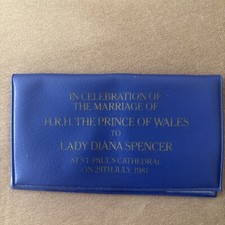 IN CELEBRATION OF
THE MARRIAGE OF
H.R.H. THE PRINCE OF WALES
TO
LADY DIANA SPENCER
AT ST. PAUL'S CATHEDRAL
ON 29TH JULY, 1981